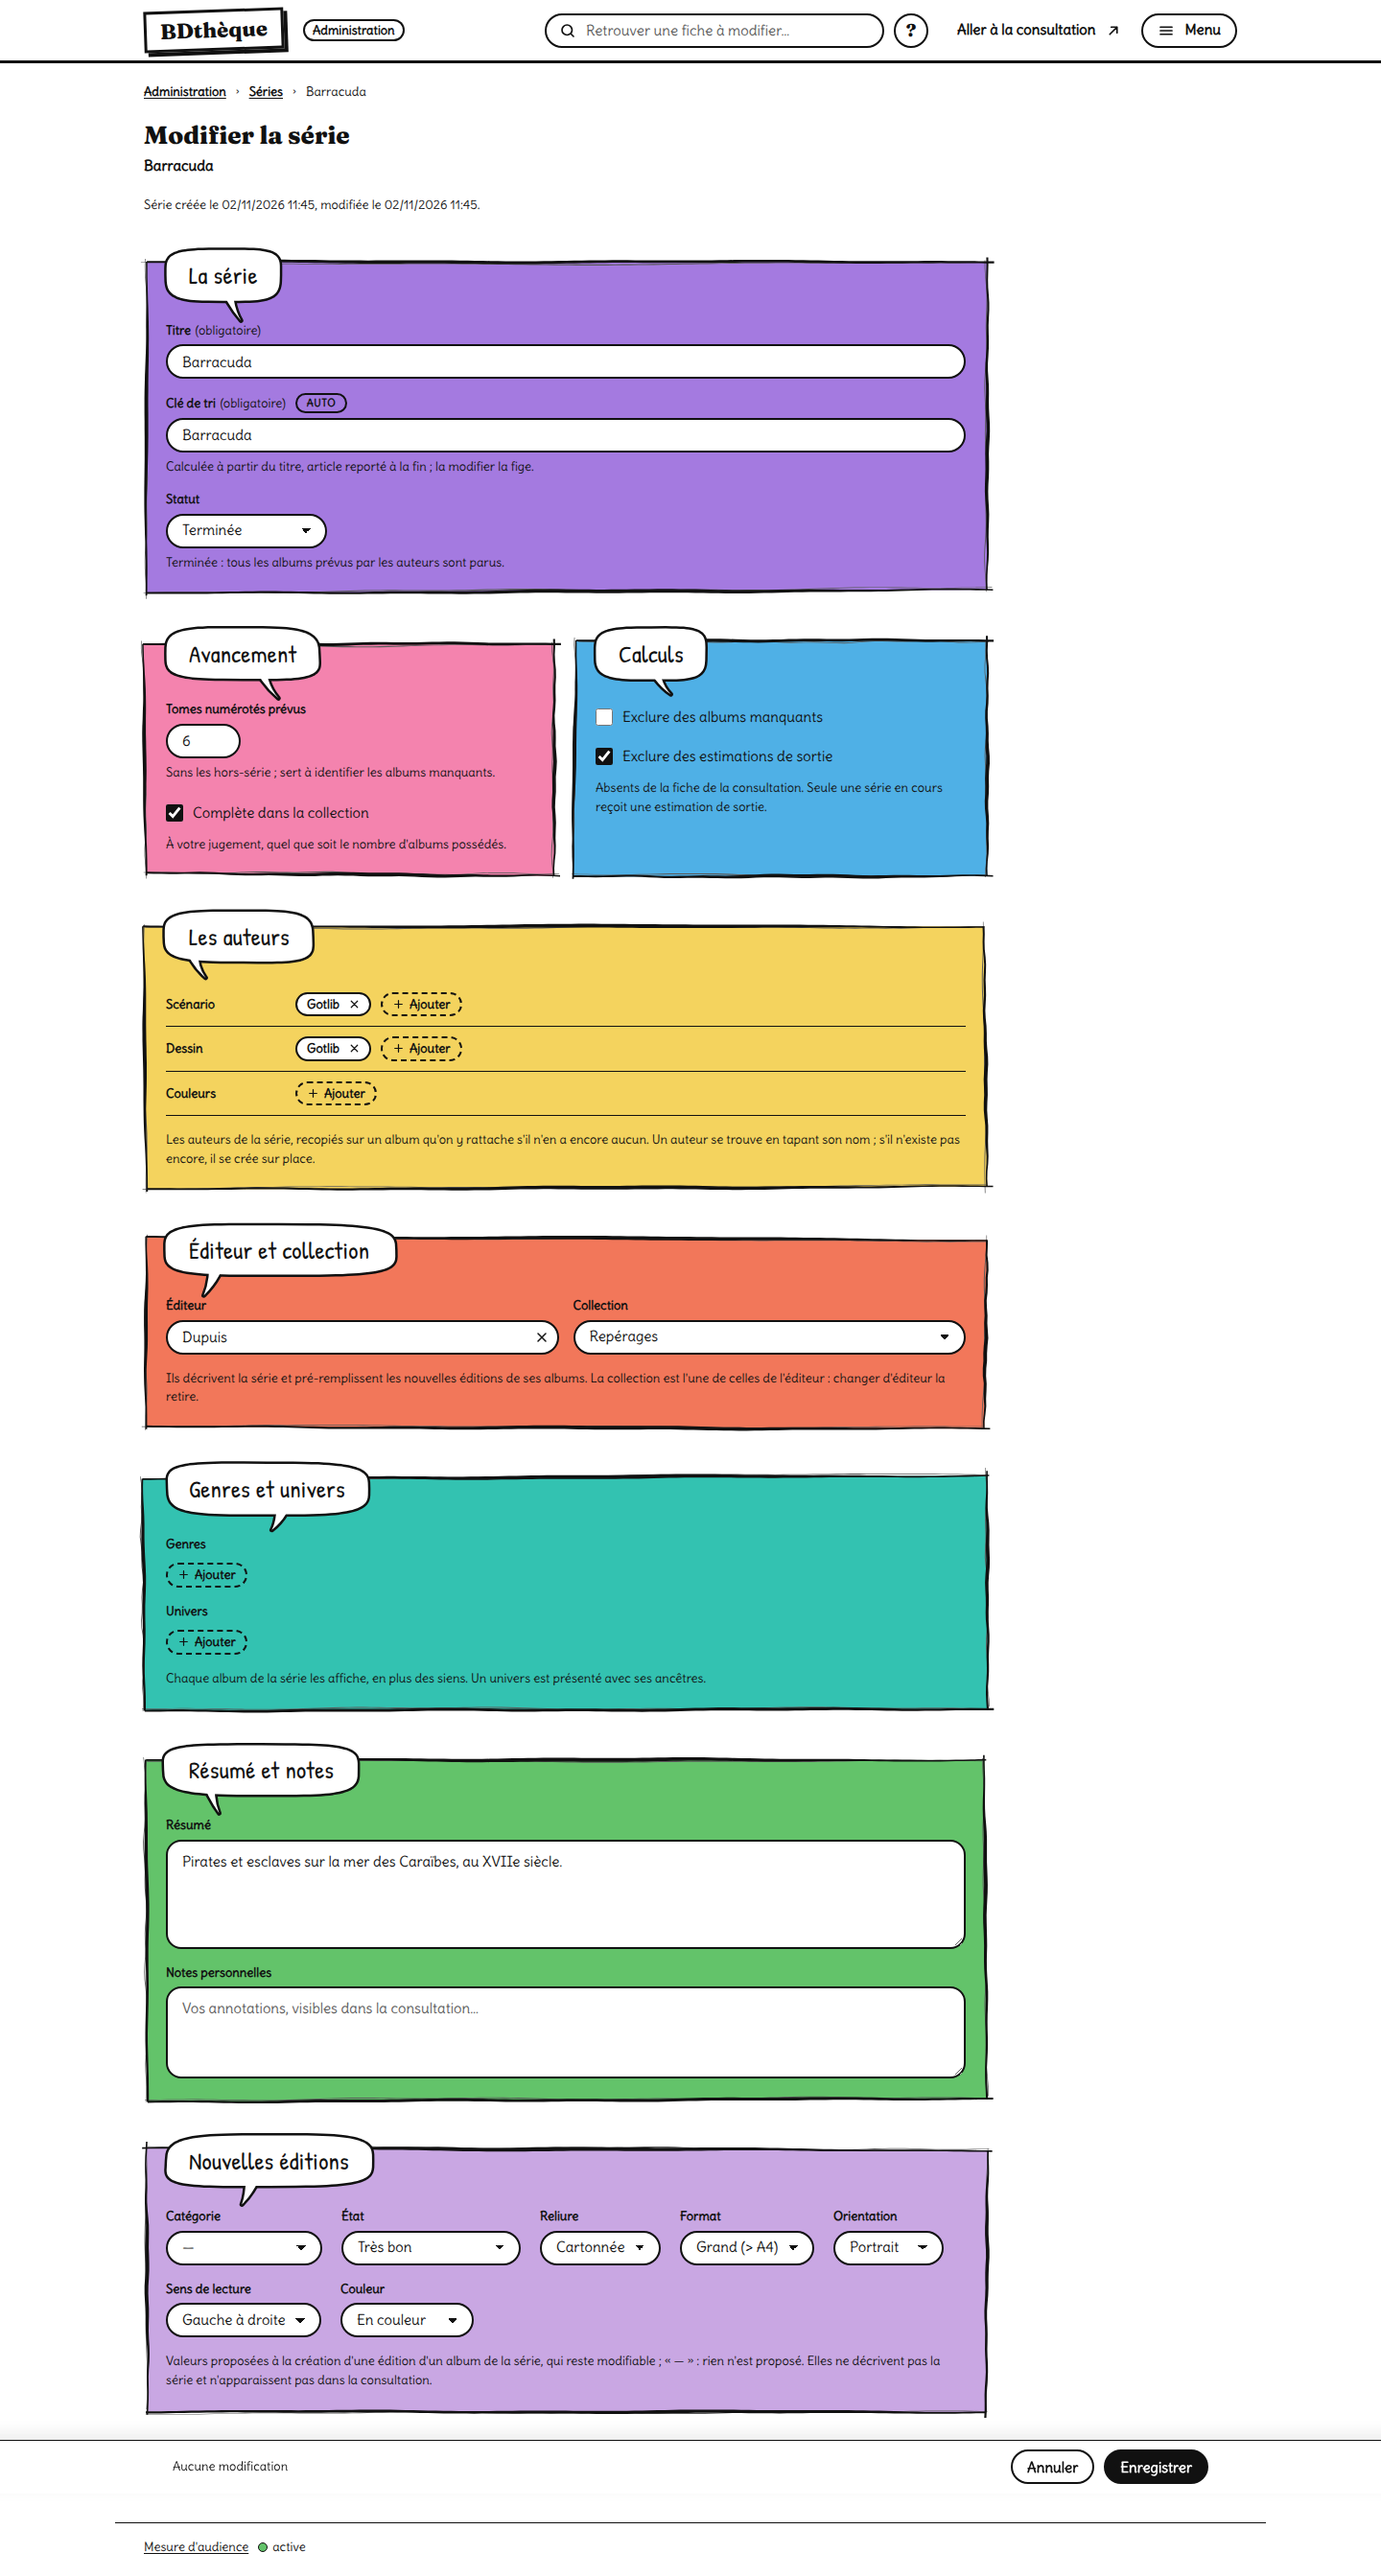 BDthèque
Administration
Retrouver une fiche à modifier...
?
Aller à la consultation
Menu
Administration › Séries › Barracuda
Modifier la série
Barracuda
Série créée le 02/11/2026 11:45, modifiée le 02/11/2026 11:45.
La série
Titre (obligatoire)
Barracuda
Clé de tri (obligatoire) AUTO
Barracuda
Calculée à partir du titre, article reporté à la fin ; la modifier la fige.
Statut
Terminée
Terminée : tous les albums prévus par les auteurs sont parus.
Avancement
Tomes numérotés prévus
6
Sans les hors-série ; sert à identifier les albums manquants.
Complète dans la collection
À votre jugement, quel que soit le nombre d'albums possédés.
Calculs
Exclure des albums manquants
Exclure des estimations de sortie
Absents de la fiche de la consultation. Seule une série en cours
reçoit une estimation de sortie.
Les auteurs
Scénario Gotlib × + Ajouter
Dessin Gotlib × + Ajouter
Couleurs + Ajouter
Les auteurs de la série, recopiés sur un album qu'on y rattache s'il n'en a encore aucun. Un auteur se trouve en tapant son nom ; s'il n'existe pas
encore, il se crée sur place.
Éditeur et collection
Éditeur Collection
Dupuis × Repérages
Ils décrivent la série et pré-remplissent les nouvelles éditions de ses albums. La collection est l'une de celles de l'éditeur : changer d'éditeur la
retire.
Genres et univers
Genres
+ Ajouter
Univers
+ Ajouter
Chaque album de la série les affiche, en plus des siens. Un univers est présenté avec ses ancêtres.
Résumé et notes
Résumé
Pirates et esclaves sur la mer des Caraïbes, au XVIIe siècle.
Notes personnelles
Vos annotations, visibles dans la consultation...
Nouvelles éditions
Catégorie État Reliure Format Orientation
— Très bon Cartonnée Grand (> A4) Portrait
Sens de lecture Couleur
Gauche à droite En couleur
Valeurs proposées à la création d'une édition d'un album de la série, qui reste modifiable ; « — » : rien n'est proposé. Elles ne décrivent pas la
série et n'apparaissent pas dans la consultation.
Aucune modification
Annuler
Enregistrer
Mesure d'audience active